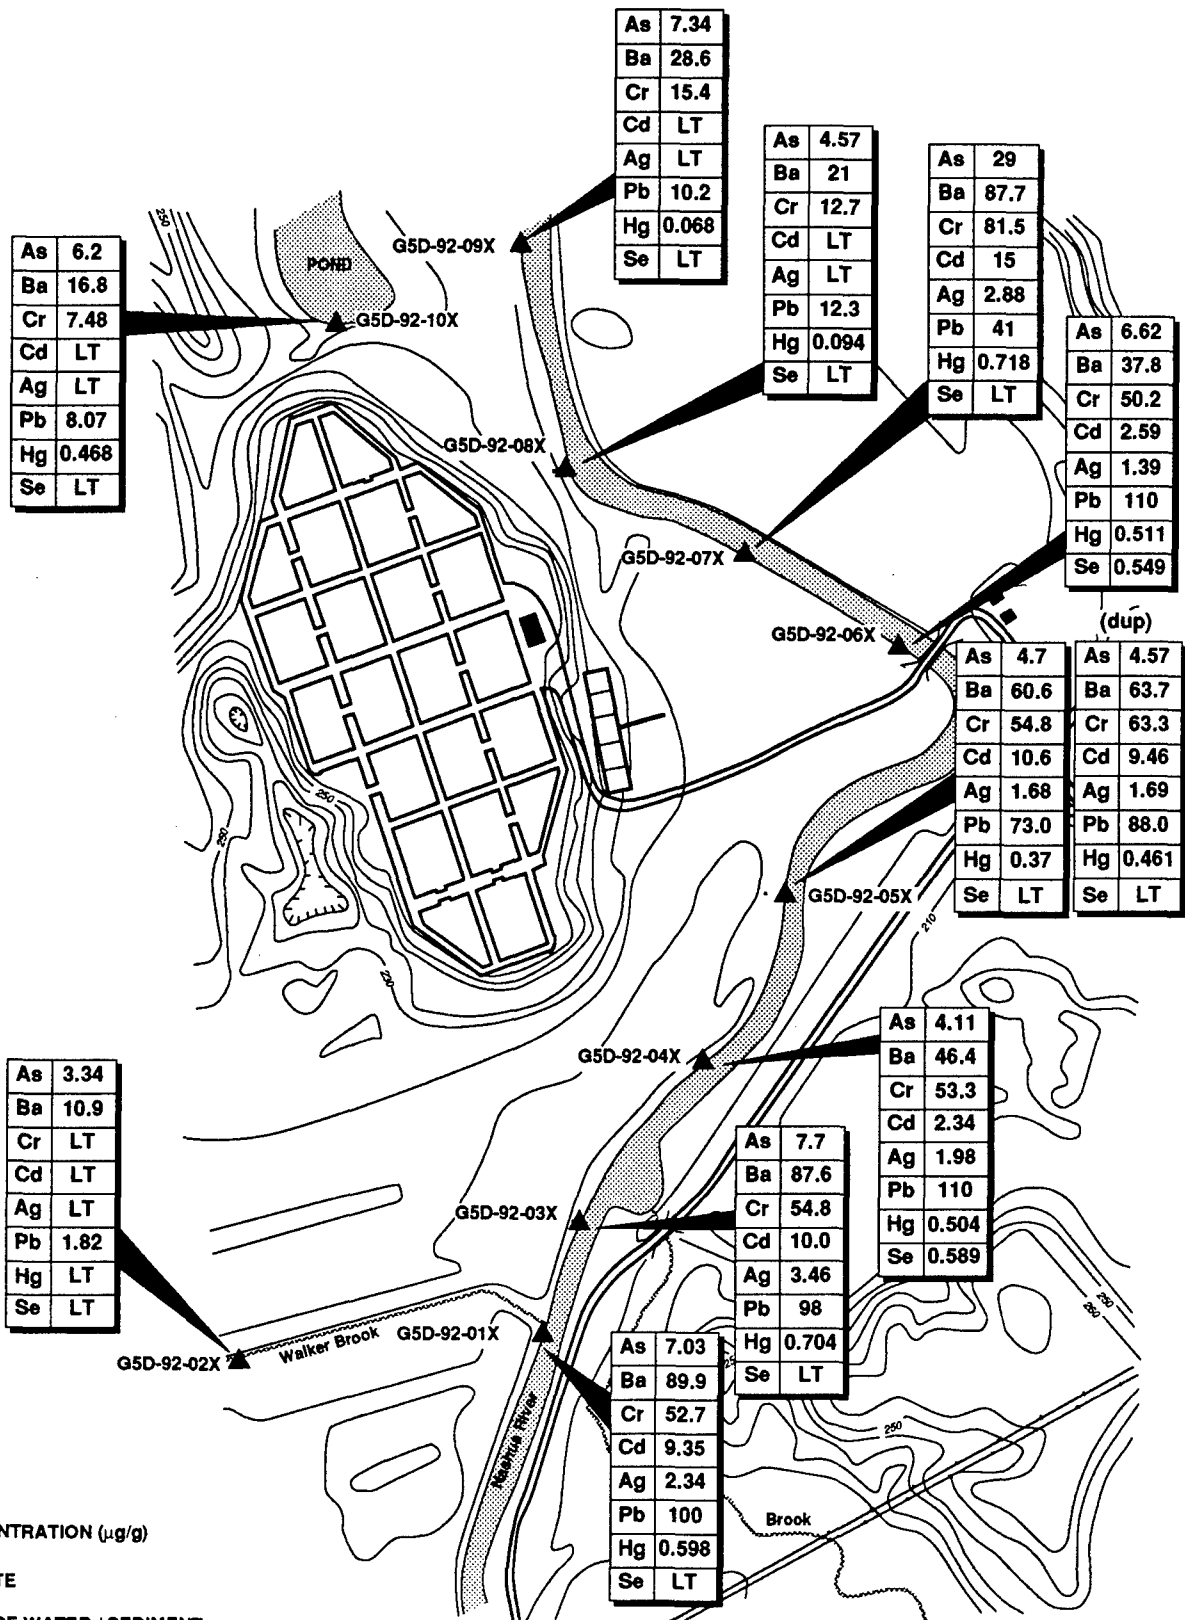 As 7.34
Ba 28.6
Cr 15.4
Cd LT
Ag LT
Pb 10.2
Hg 0.068
Se LT
As 4.57
Ba 21
Cr 12.7
Cd LT
Ag LT
Pb 12.3
Hg 0.094
Se LT
As 29
Ba 87.7
Cr 81.5
Cd 15
Ag 2.88
Pb 41
Hg 0.718
Se LT
As 6.2
Ba 16.8
Cr 7.48
Cd LT
Ag LT
Pb 8.07
Hg 0.468
Se LT
250
POND
G5D-92-09X
G5D-92-10X
As 6.62
Ba 37.8
Cr 50.2
Cd 2.59
Ag 1.39
Pb 110
Hg 0.511
Se 0.549
G5D-92-08X
G5D-92-07X
G5D-92-06X
(dup)
As 4.7
Ba 60.6
Cr 54.8
Cd 10.6
Ag 1.68
Pb 73.0
Hg 0.37
Se LT
As 4.57
Ba 63.7
Cr 63.3
Cd 9.46
Ag 1.69
Pb 88.0
Hg 0.461
Se LT
250
250
G5D-92-05X
210
230
G5D-92-04X
As 4.11
Ba 46.4
Cr 53.3
Cd 2.34
Ag 1.98
Pb 110
Hg 0.504
Se 0.589
As 3.34
Ba 10.9
Cr LT
Cd LT
Ag LT
Pb 1.82
Hg LT
Se LT
G5D-92-03X
As 7.7
Ba 87.6
Cr 54.8
Cd 10.0
Ag 3.46
Pb 98
Hg 0.704
Se LT
250
260
G5D-92-02X
Walker Brook
G5D-92-01X
As 7.03
Ba 89.9
Cr 52.7
Cd 9.35
Ag 2.34
Pb 100
Hg 0.598
Se LT
Nashua River
250
Brook
NTRATION (µg/g)
TE